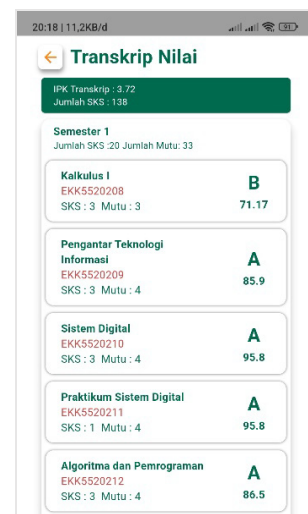 20:18 | 11,2KB/d
91
Transkrip Nilai
IPK Transkrip : 3.72
Jumlah SKS : 138
Semester 1
Jumlah SKS :20 Jumlah Mutu: 33
Kalkulus I
EKK5520208
SKS : 3 Mutu : 3
B
71.17
Pengantar Teknologi
Informasi
EKK5520209
SKS : 3 Mutu : 4
A
85.9
Sistem Digital
EKK5520210
SKS : 3 Mutu : 4
A
95.8
Praktikum Sistem Digital
EKK5520211
SKS : 1 Mutu : 4
A
95.8
Algoritma dan Pemrograman
EKK5520212
SKS : 3 Mutu : 4
A
86.5